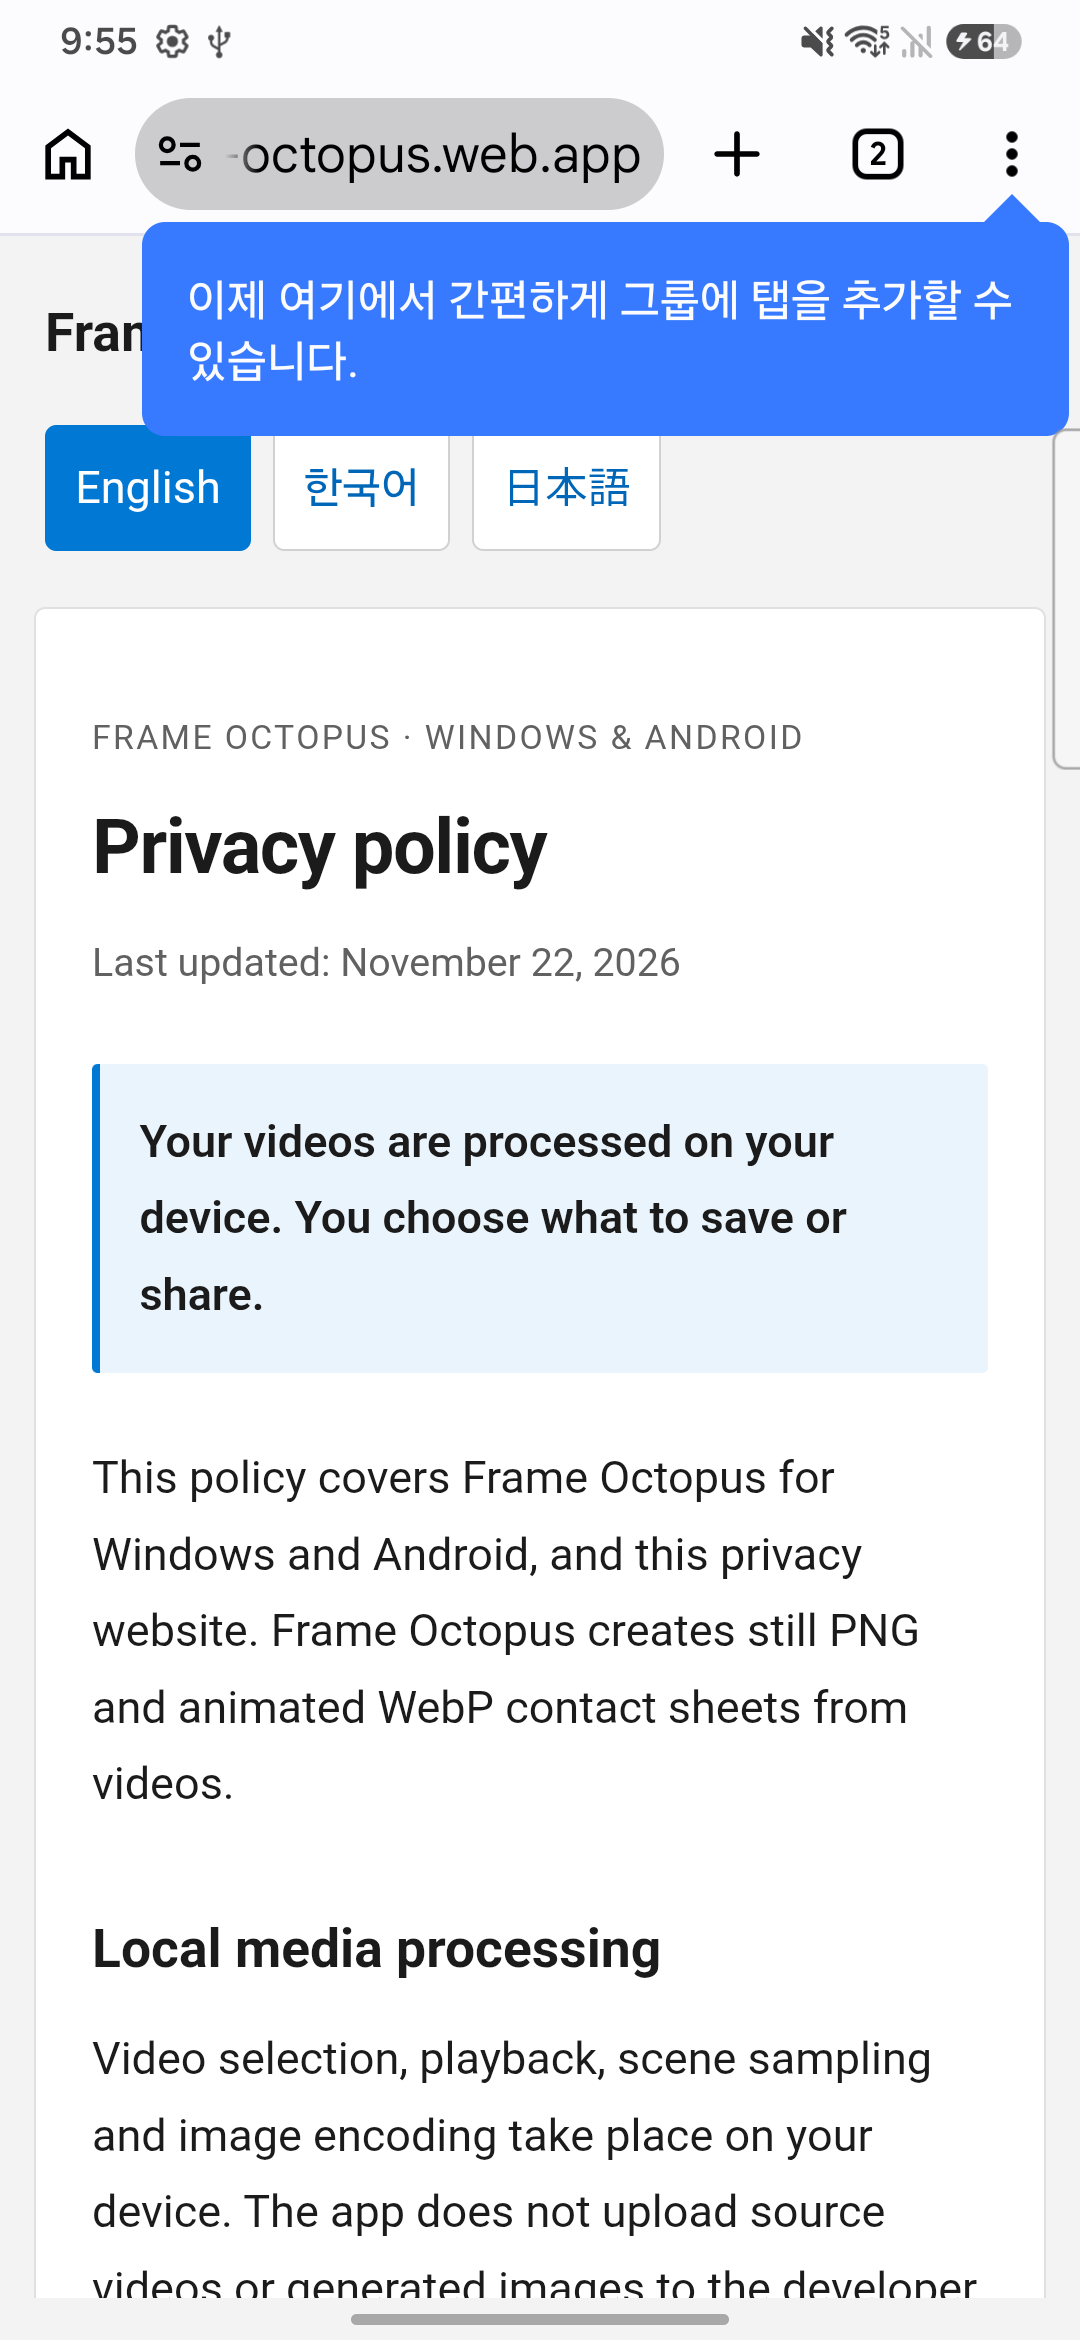 9:55
5
64
-octopus.web.app
2
이제 여기에서 간편하게 그룹에 탭을 추가할 수
있습니다.
English
한국어
日本語
FRAME OCTOPUS · WINDOWS & ANDROID
Privacy policy
Last updated: November 22, 2026
Your videos are processed on your
device. You choose what to save or
share.
This policy covers Frame Octopus for
Windows and Android, and this privacy
website. Frame Octopus creates still PNG
and animated WebP contact sheets from
videos.
Local media processing
Video selection, playback, scene sampling
and image encoding take place on your
device. The app does not upload source
videos or generated images to the developer